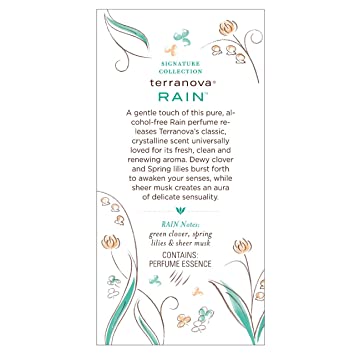 SIGNATURE
COLLECTION
terranova®
RAIN™
A gentle touch of this pure, al-
cohol-free Rain perfume re-
leases Terranova's classic,
crystalline scent universally
loved for its fresh, clean and
renewing aroma. Dewy clover
and Spring lilies burst forth
to awaken your senses, while
sheer musk creates an aura
of delicate sensuality.
RAIN Notes:
green clover, spring
lilies & sheer musk
CONTAINS:
PERFUME ESSENCE